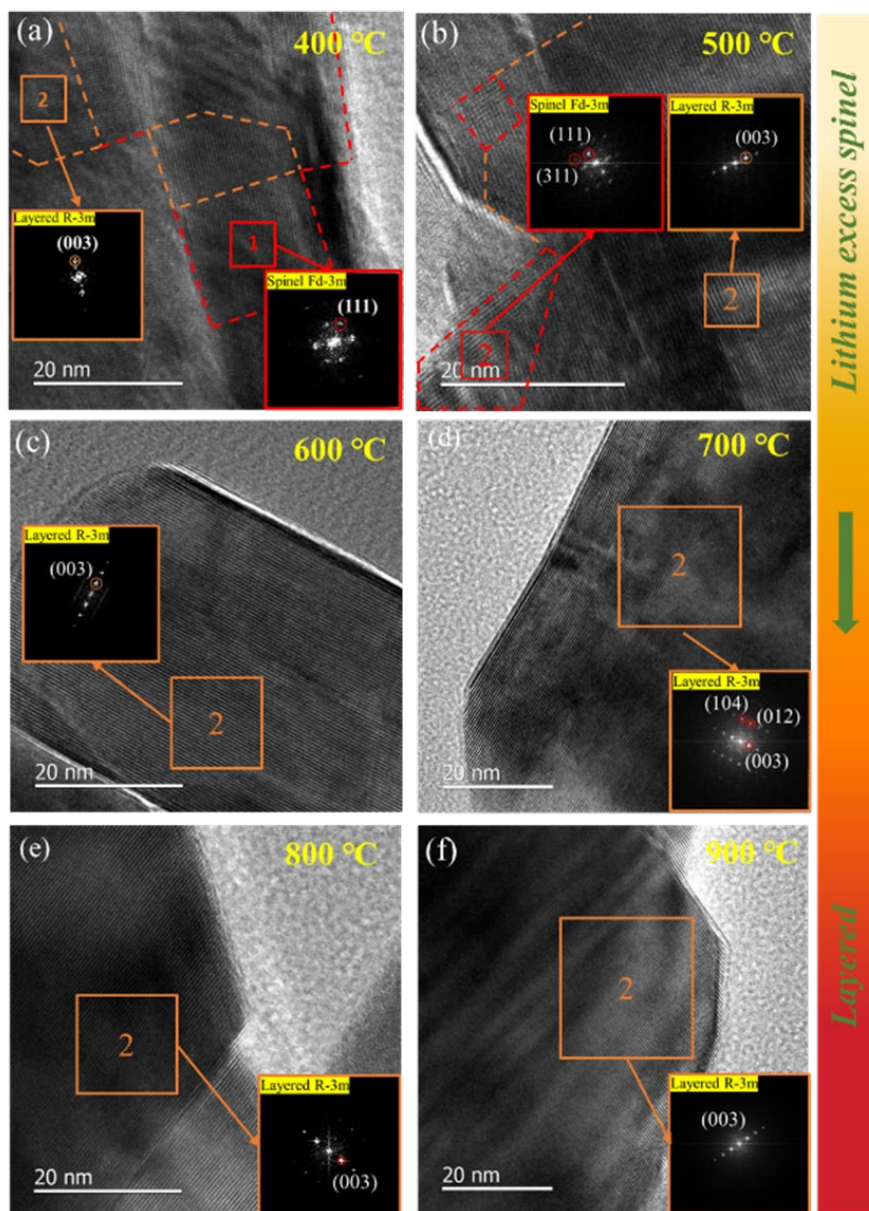 (a)
400 °C
2
Layered R-3m
(003)
1
Spinel Fd-3m
(111)
20 nm
(b)
500 °C
Spinel Fd-3m
(111)
(311)
Layered R-3m
(003)
2
2
20 nm
(c)
600 °C
Layered R-3m
(003)
2
20 nm
(d)
700 °C
2
Layered R-3m
(104)
(012)
(003)
20 nm
(e)
800 °C
2
Layered R-3m
(003)
20 nm
(f)
900 °C
2
Layered R-3m
(003)
20 nm
Lithium excess spinel
Layered